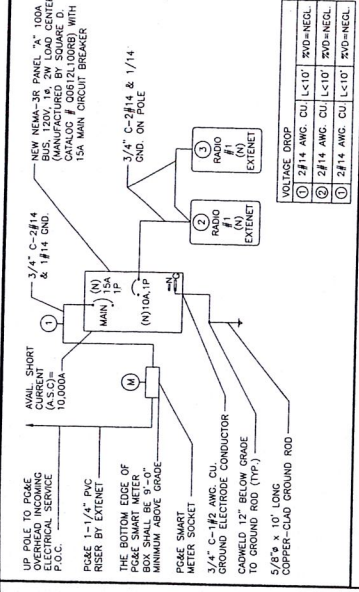 UP POLE TO PG&E
OVERHEAD INCOMING
ELECTRICAL SERVICE
P.O.C.
PG&E 1-1/4" PVC
RISER BY EXTENET
THE BOTTOM EDGE OF
PG&E SMART METER
BOX SHALL BE 9'-0"
MINIMUM ABOVE GRADE
PG&E SMART
METER SOCKET
3/4" C-1#2 AWG. CU.
GROUND ELECTRODE CONDUCTOR
CADWELD 12" BELOW GRADE
TO GROUND ROD (TYP.)
5/8"ø x 10' LONG
COPPER-CLAD GROUND ROD
AVAIL. SHORT
CURRENT
(A.S.C)=
10,000A
M
1
3/4" C-2#14
& 1#14 GND.
MAIN
(N)
15A
1P
(N)10A,1P
N
G
NEW NEMA-3R PANEL "A" 100A
BUS, 120V, 1ø, 2W LOAD CENTER
(MANUFACTURED BY SQUARE D.
CATALOG # Q0812L100RB) WITH
15A MAIN CIRCUIT BREAKER
3/4" C-2#14 & 1/14
GND. ON POLE
2
RADIO
#1
(N)
EXTENET
3
RADIO
#1
(N)
EXTENET
VOLTAGE DROP
1 2#14 AWG. CU. L<10' %VD=NEGL.
2 2#14 AWG. CU. L<10' %VD=NEGL.
1 2#14 AWG. CU. L<10' %VD=NEGL.